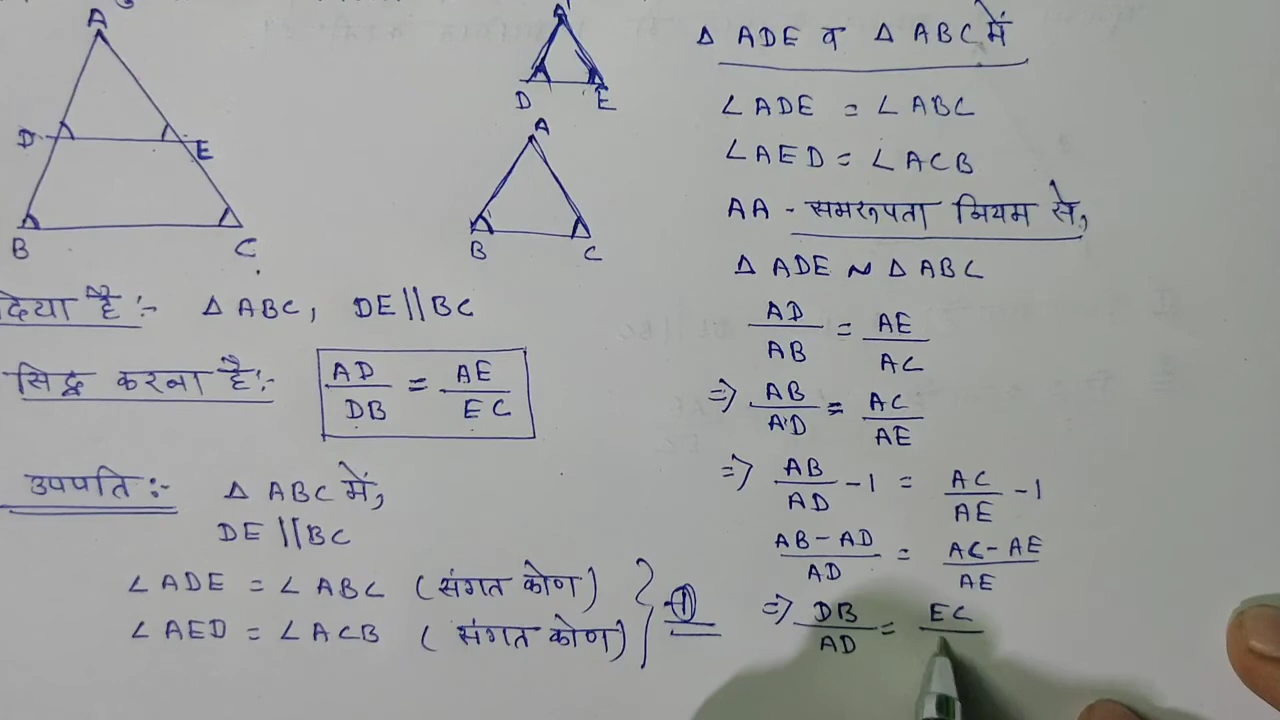 A
D
E
B
C
A
D
E
A
B
C
दिया है :- Δ ABC, DE || BC
सिद्ध करना है :- AD/DB = AE/EC
उपपति :- Δ ABC में,
DE || BC
∠ADE = ∠ABC (संगत कोण)
∠AED = ∠ACB (संगत कोण)
①
Δ ADE व Δ ABC में
∠ADE = ∠ABC
∠AED = ∠ACB
AA - समरूपता नियम से,
Δ ADE ~ Δ ABC
AD/AB = AE/AC
=> AB/AD = AC/AE
=> AB/AD - 1 = AC/AE - 1
AB - AD/AD = AC - AE/AE
=> DB/AD = EC/